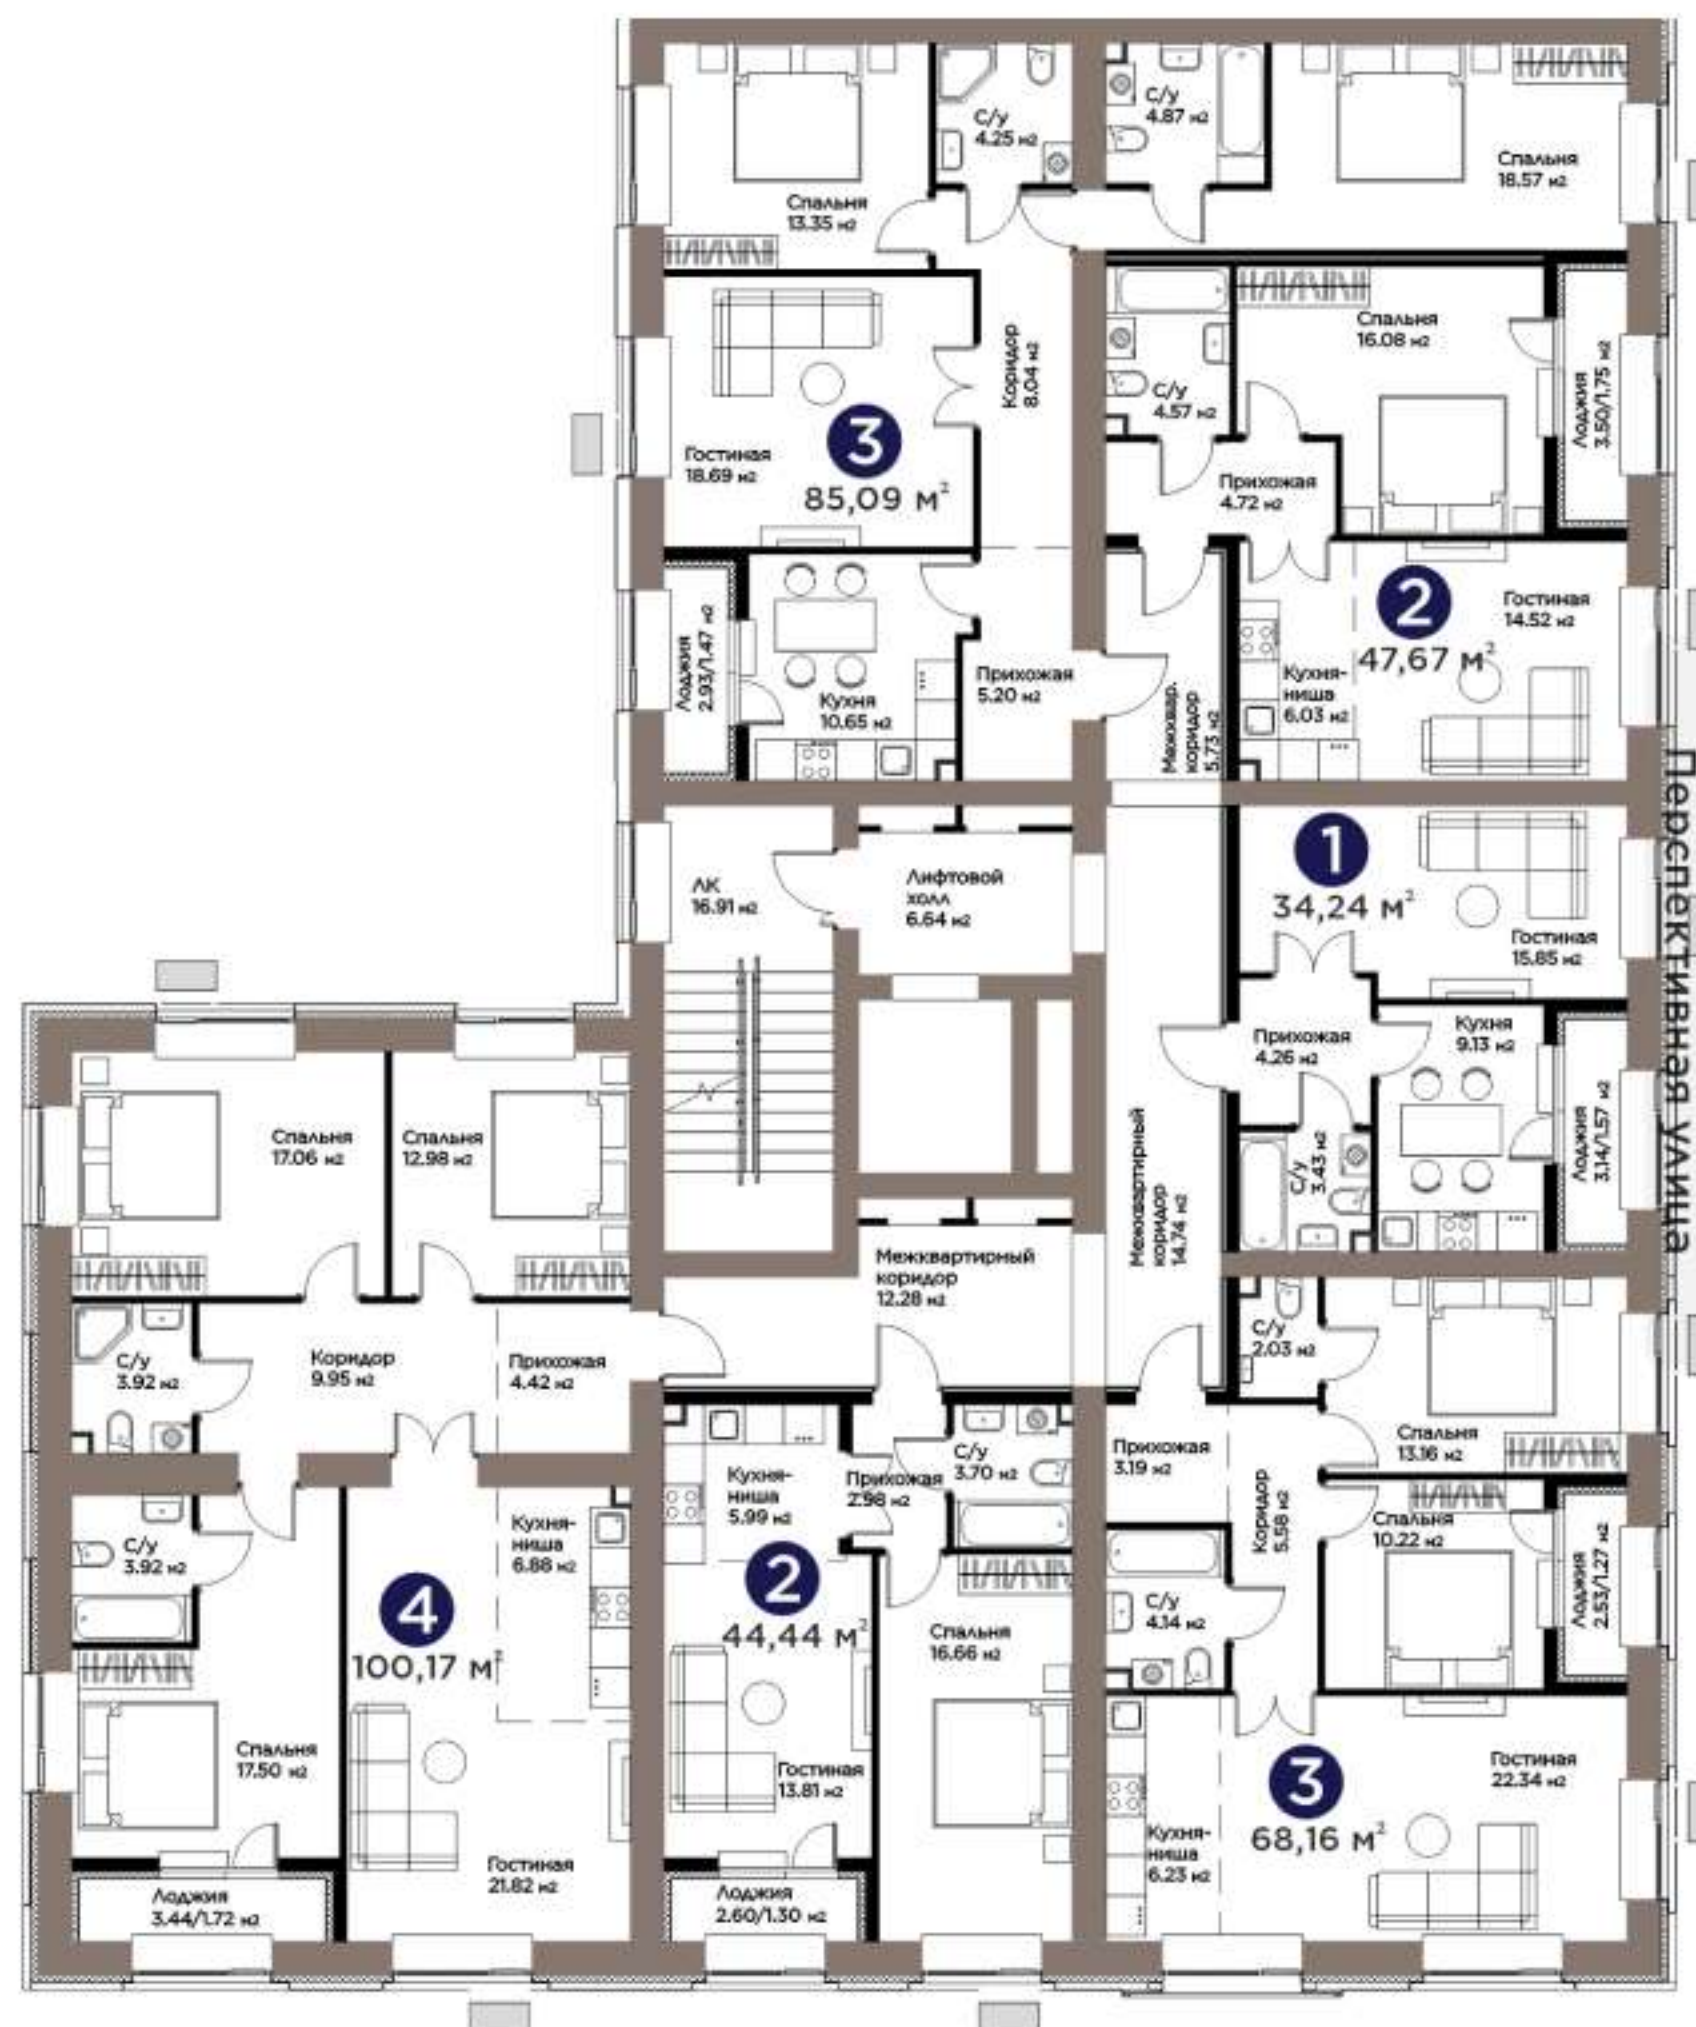 С/у
4.25 м2
С/у
4.87 м2
Спальня
18.57 м2
Спальня
13.35 м2
Коридор
8.04 м2
Гостиная
18.69 м2
3
85,09 м²
С/у
4.57 м2
Спальня
16.08 м2
Лоджия
3.50/1.75 м2
Прихожая
4.72 м2
Лоджия
2.93/1.47 м2
Кухня
10.65 м2
Прихожая
5.20 м2
Межквар.
коридор
5.73 м2
2
47,67 м²
Гостиная
14.52 м2
Кухня-
ниша
6.03 м2
Перспективная улица
ЛК
16.91 м2
Лифтовой
холл
6.64 м2
1
34,24 м²
Гостиная
15.85 м2
Прихожая
4.26 м2
Кухня
9.13 м2
С/у
3.43 м2
Лоджия
3.14/1.57 м2
Межквартирный
коридор
14.74 м2
Спальня
17.06 м2
Спальня
12.98 м2
Межквартирный
коридор
12.28 м2
С/у
3.92 м2
Коридор
9.95 м2
Прихожая
4.42 м2
С/у
2.03 м2
Спальня
13.16 м2
С/у
3.92 м2
Кухня-
ниша
6.88 м2
4
100,17 м²
Спальня
17.50 м2
Гостиная
21.82 м2
Лоджия
3.44/1.72 м2
Кухня-
ниша
5.99 м2
Прихожая
2.98 м2
С/у
3.70 м2
2
44,44 м²
Спальня
16.66 м2
Гостиная
13.81 м2
Лоджия
2.60/1.30 м2
Прихожая
3.19 м2
Коридор
5.58 м2
Спальня
10.22 м2
Лоджия
2.53/1.27 м2
С/у
4.14 м2
3
68,16 м²
Гостиная
22.34 м2
Кухня-
ниша
6.23 м2